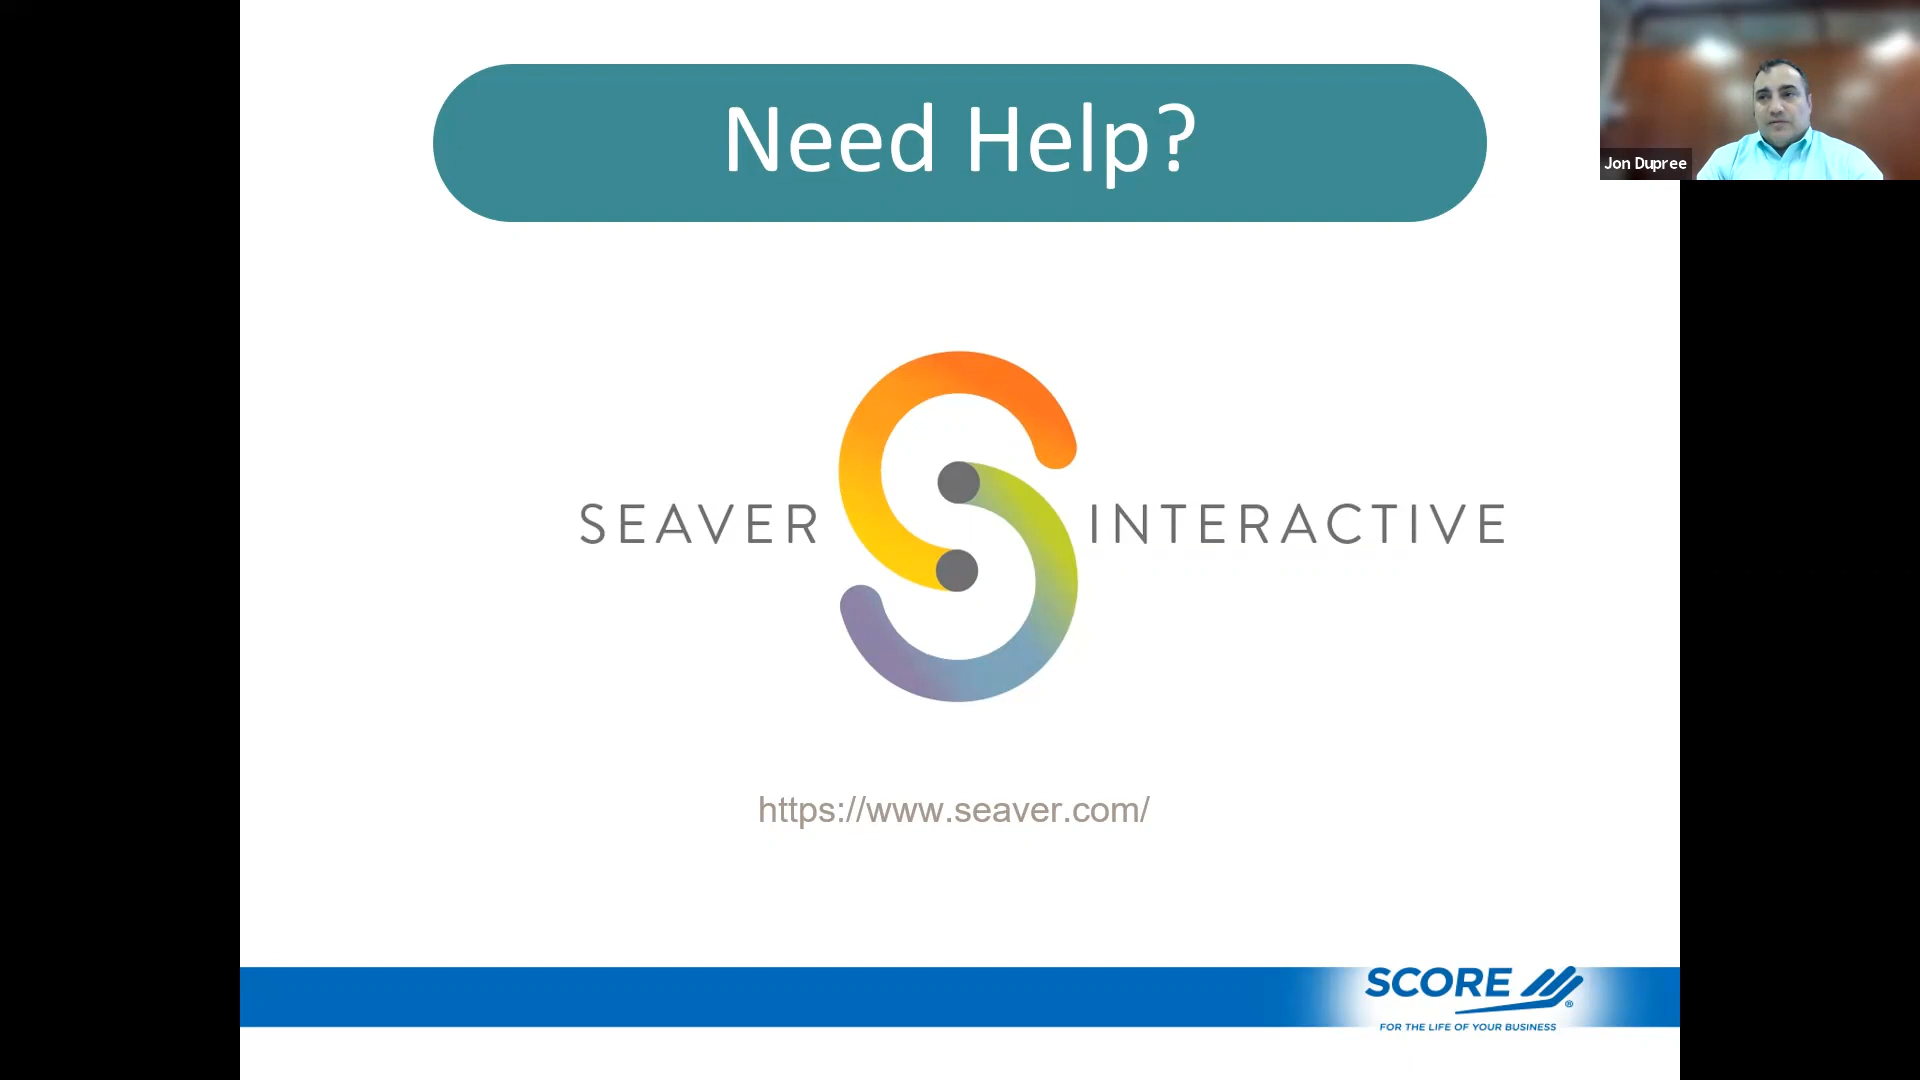 Need Help?
Jon Dupree
SEAVER INTERACTIVE
https://www.seaver.com/
SCORE ®
FOR THE LIFE OF YOUR BUSINESS